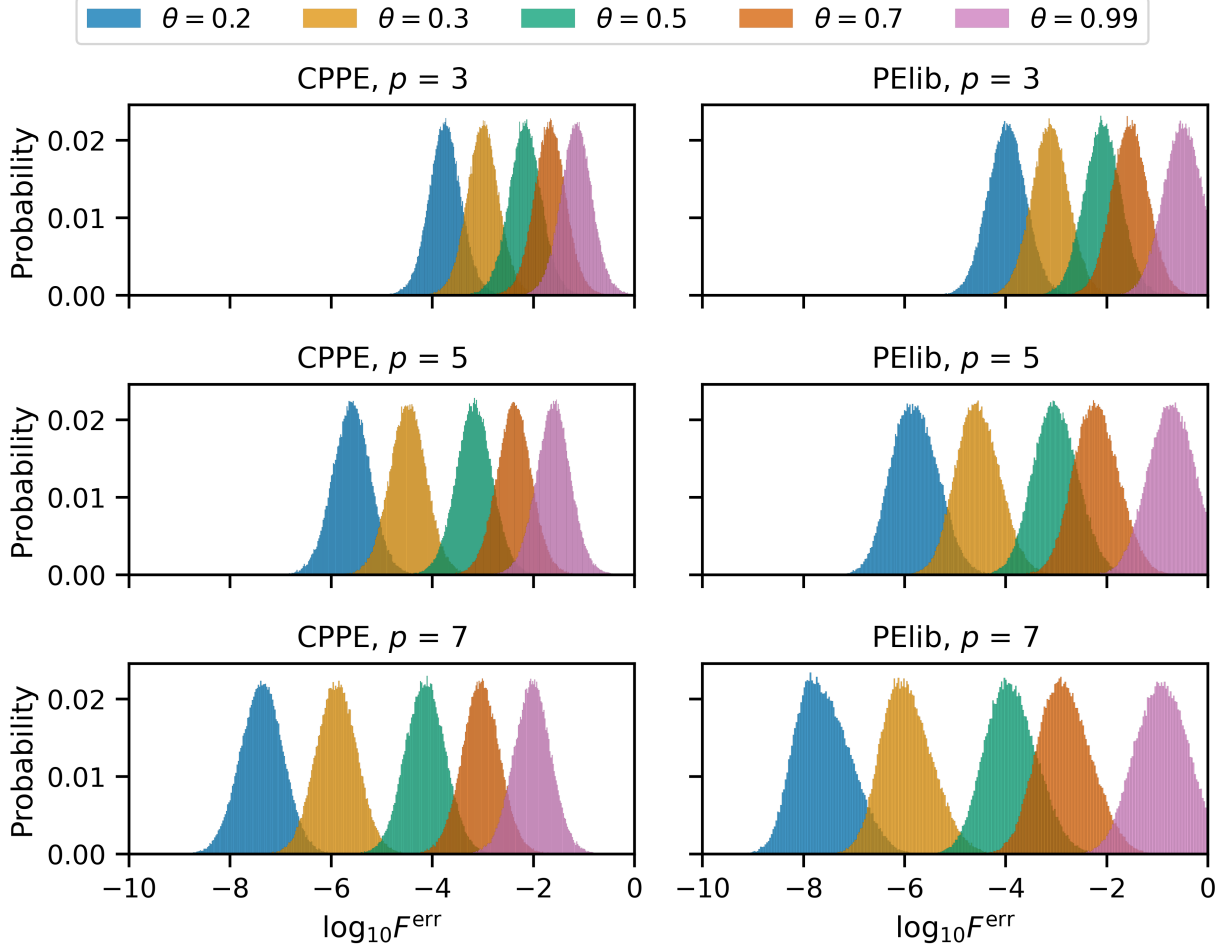 θ = 0.2 θ = 0.3 θ = 0.5 θ = 0.7 θ = 0.99
CPPE, p = 3 PElib, p = 3
Probability
0.02
0.01
0.00
CPPE, p = 5 PElib, p = 5
Probability
0.02
0.01
0.00
CPPE, p = 7 PElib, p = 7
Probability
0.02
0.01
0.00
−10 −8 −6 −4 −2 0 −10 −8 −6 −4 −2 0
log₁₀Fᵉʳʳ log₁₀Fᵉʳʳ